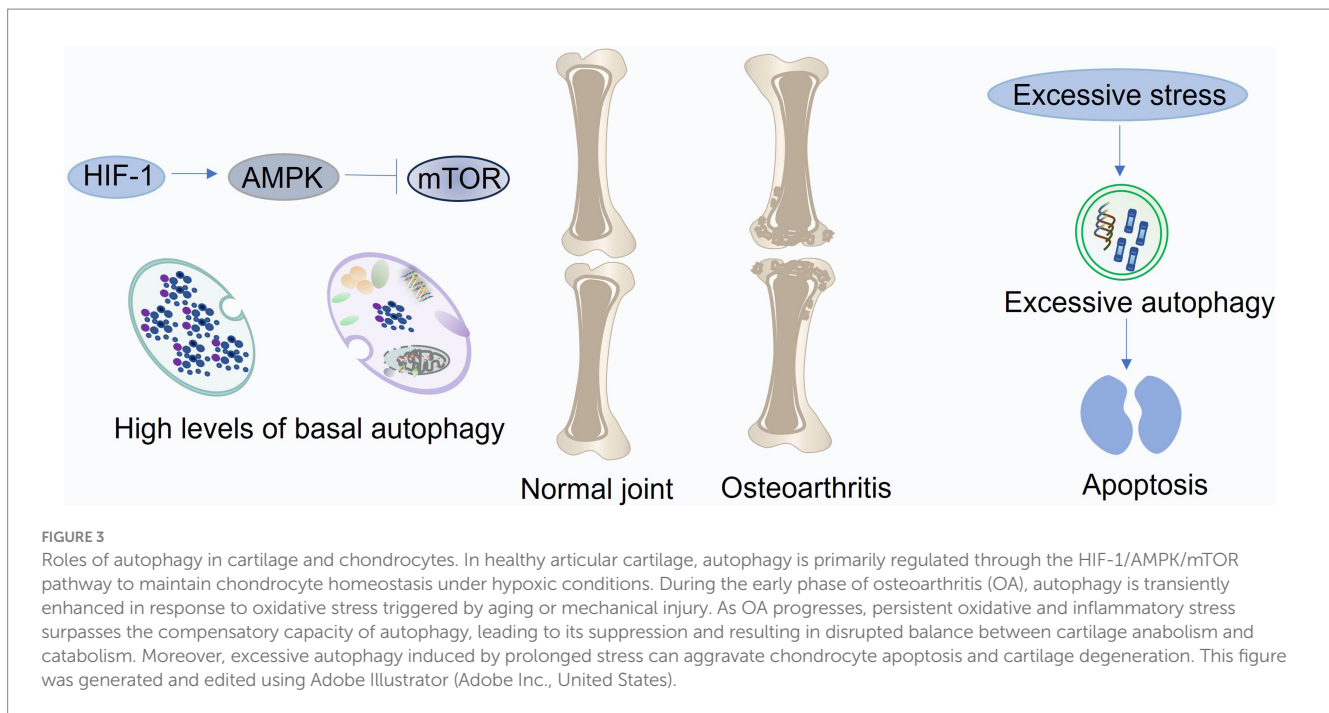 HIF-1
AMPK
mTOR
High levels of basal autophagy
Normal joint
Osteoarthritis
Excessive stress
Excessive autophagy
Apoptosis
FIGURE 3
Roles of autophagy in cartilage and chondrocytes. In healthy articular cartilage, autophagy is primarily regulated through the HIF-1/AMPK/mTOR
pathway to maintain chondrocyte homeostasis under hypoxic conditions. During the early phase of osteoarthritis (OA), autophagy is transiently
enhanced in response to oxidative stress triggered by aging or mechanical injury. As OA progresses, persistent oxidative and inflammatory stress
surpasses the compensatory capacity of autophagy, leading to its suppression and resulting in disrupted balance between cartilage anabolism and
catabolism. Moreover, excessive autophagy induced by prolonged stress can aggravate chondrocyte apoptosis and cartilage degeneration. This figure
was generated and edited using Adobe Illustrator (Adobe Inc., United States).